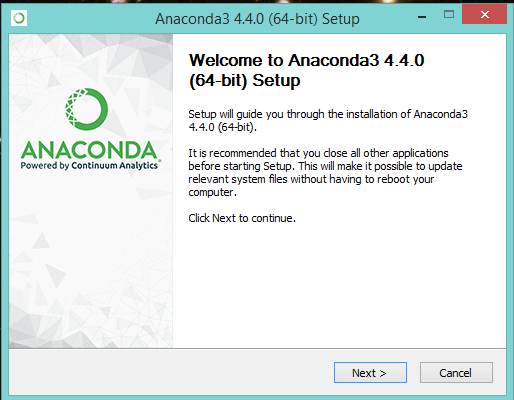 Anaconda3 4.4.0 (64-bit) Setup
ANACONDA
Powered by Continuum Analytics
Welcome to Anaconda3 4.4.0
(64-bit) Setup
Setup will guide you through the installation of Anaconda3
4.4.0 (64-bit).
It is recommended that you close all other applications
before starting Setup. This will make it possible to update
relevant system files without having to reboot your
computer.
Click Next to continue.
Next >
Cancel